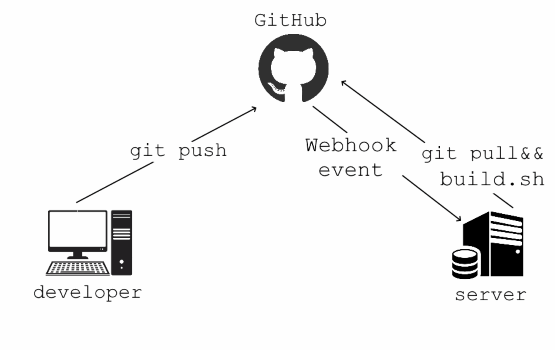 GitHub
git push
Webhook
event
git pull&&
build.sh
developer
server